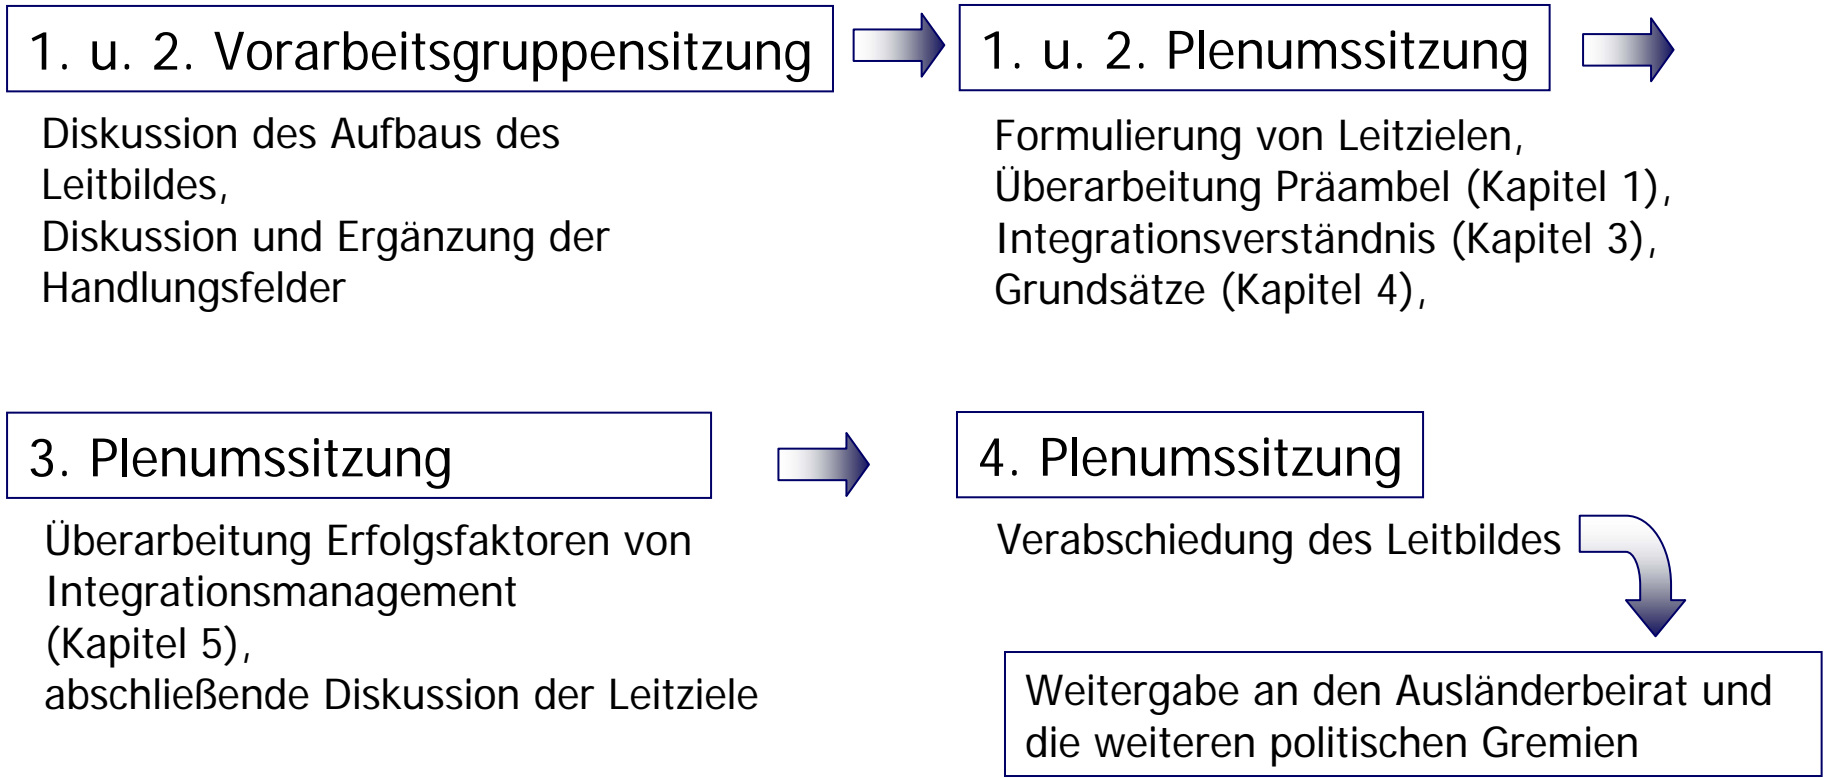 1. u. 2. Vorarbeitsgruppensitzung
Diskussion des Aufbaus des
Leitbildes,
Diskussion und Ergänzung der
Handlungsfelder
1. u. 2. Plenumssitzung
Formulierung von Leitzielen,
Überarbeitung Präambel (Kapitel 1),
Integrationsverständnis (Kapitel 3),
Grundsätze (Kapitel 4),
3. Plenumssitzung
Überarbeitung Erfolgsfaktoren von
Integrationsmanagement
(Kapitel 5),
abschließende Diskussion der Leitziele
4. Plenumssitzung
Verabschiedung des Leitbildes
Weitergabe an den Ausländerbeirat und
die weiteren politischen Gremien